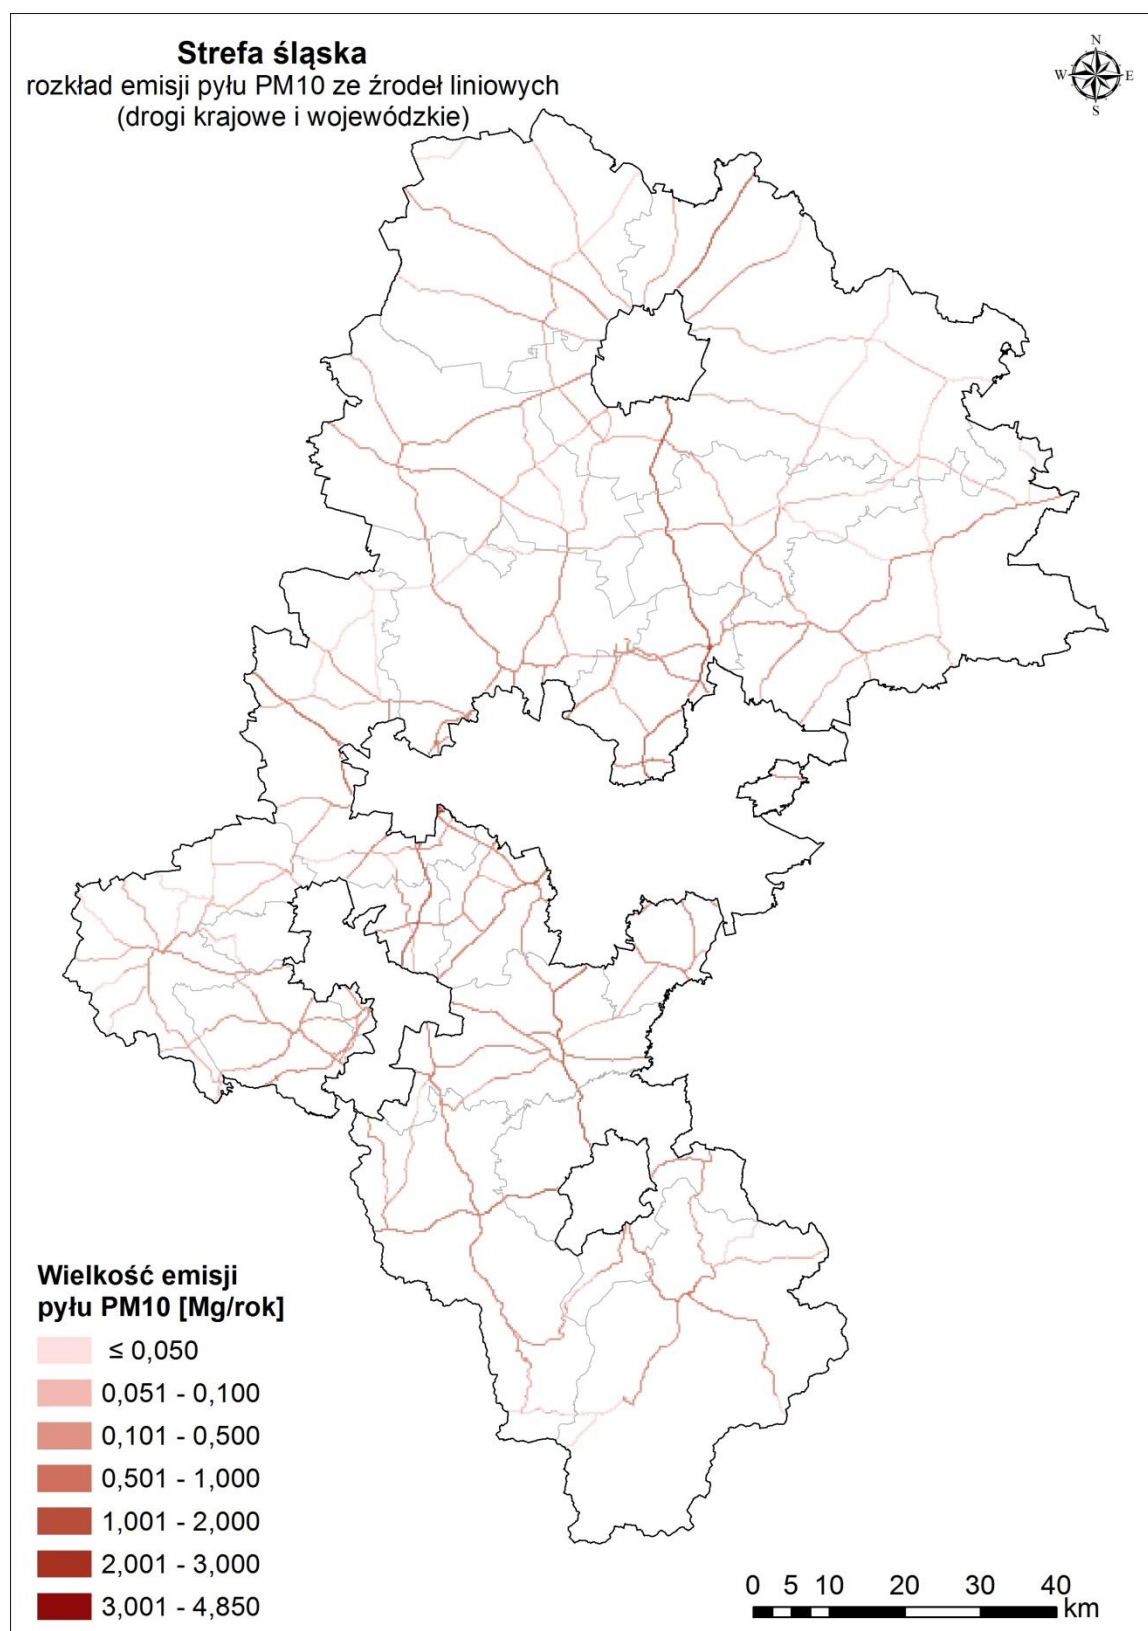 Strefa śląska
rozkład emisji pyłu PM10 ze źrodeł liniowych
(drogi krajowe i wojewódzkie)
N
W E
S
Wielkość emisji
pyłu PM10 [Mg/rok]
≤ 0,050
0,051 - 0,100
0,101 - 0,500
0,501 - 1,000
1,001 - 2,000
2,001 - 3,000
3,001 - 4,850
0 5 10 20 30 40
km